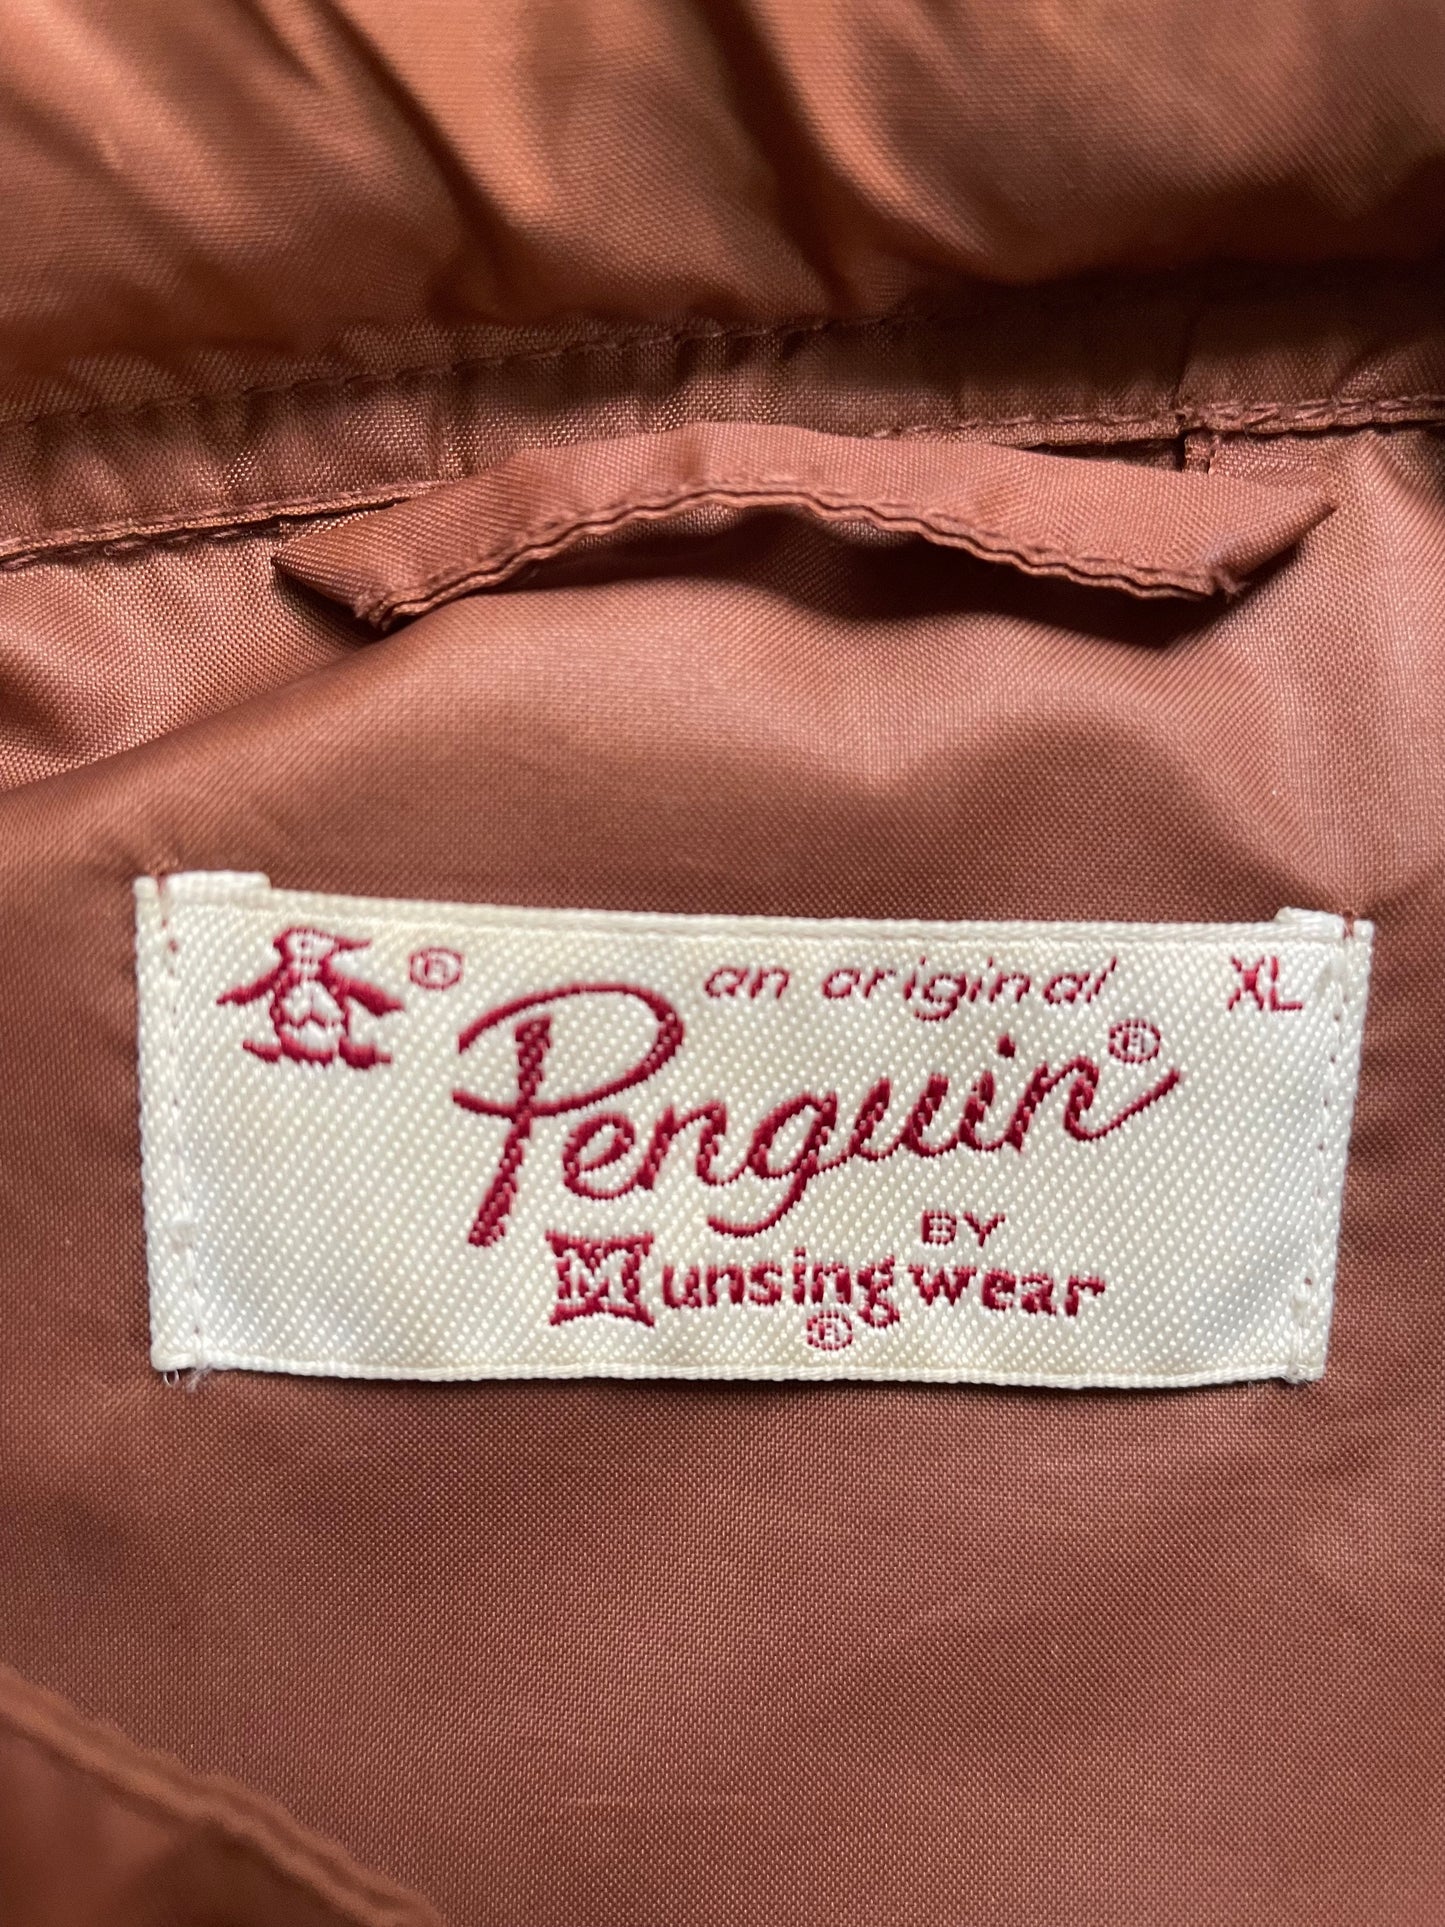 ® an original XL
Penguin®
BY
Munsingwear
®